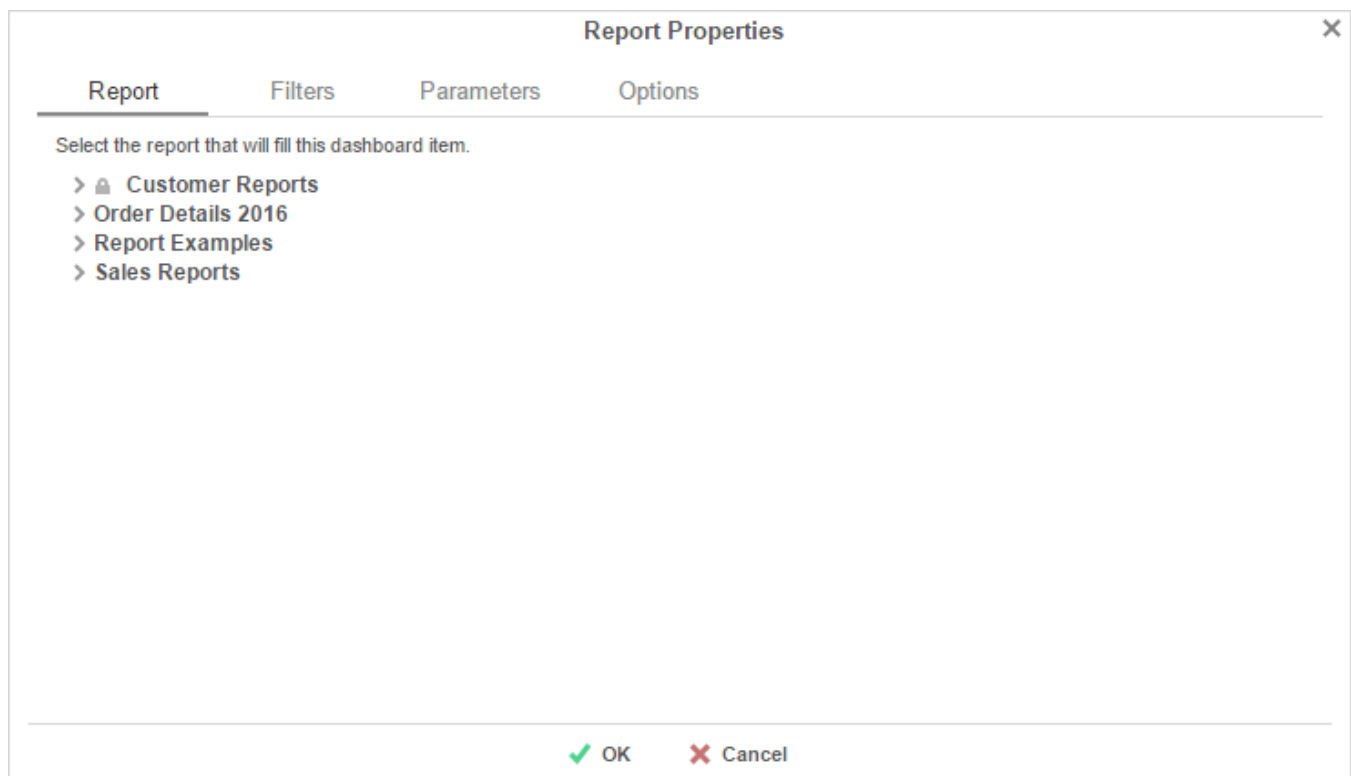 Report Properties
Report Filters Parameters Options
Select the report that will fill this dashboard item.
Customer Reports
Order Details 2016
Report Examples
Sales Reports
OK Cancel